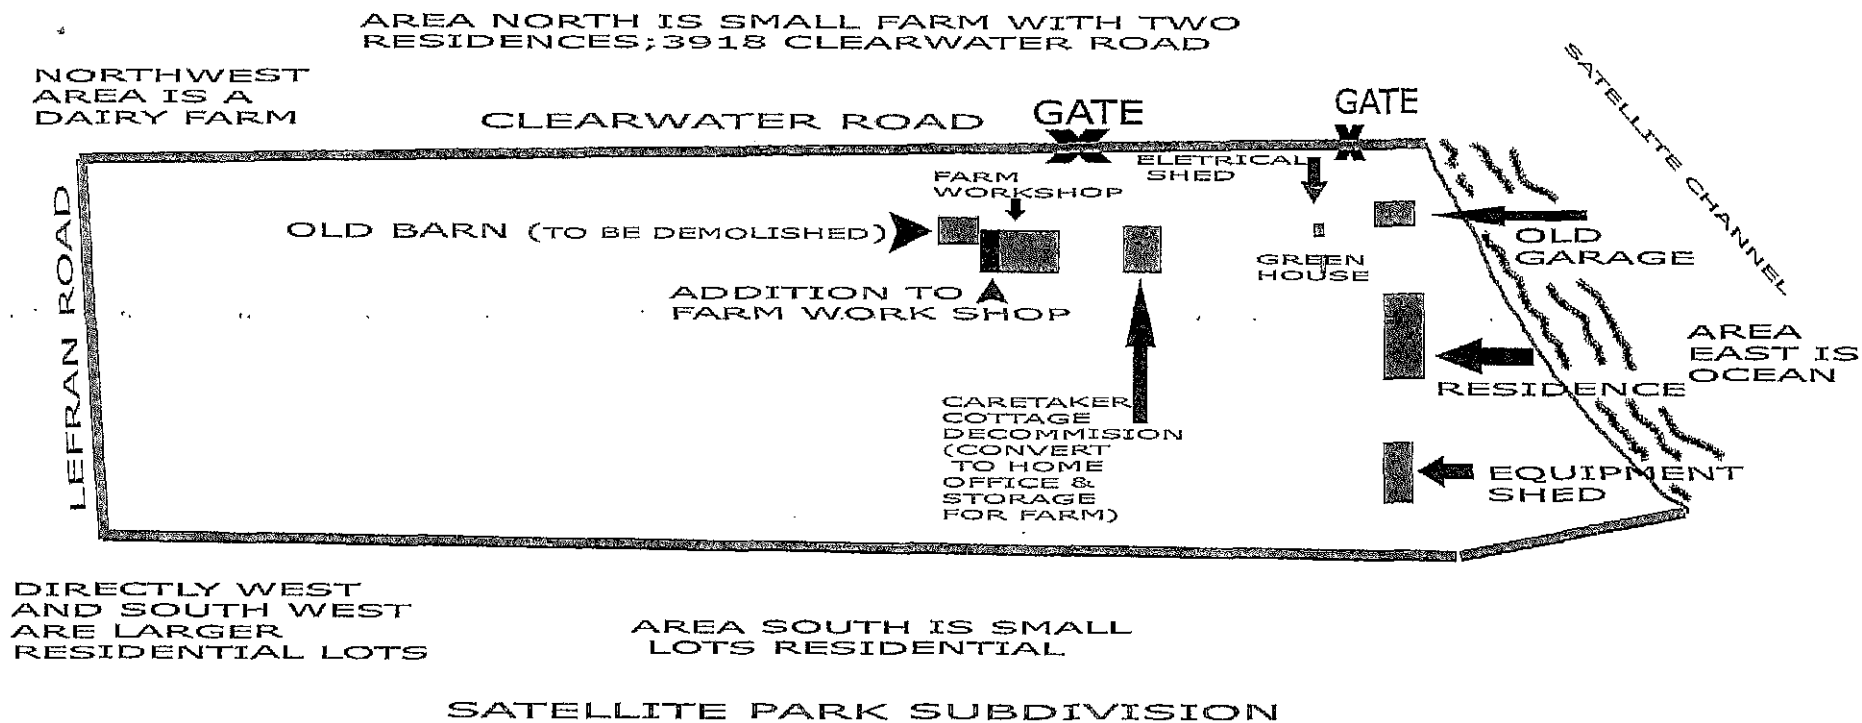 AREA NORTH IS SMALL FARM WITH TWO
RESIDENCES;3918 CLEARWATER ROAD
NORTHWEST
AREA IS A
DAIRY FARM
CLEARWATER ROAD
GATE
GATE
SATELLITE CHANNEL
LEFRAN ROAD
FARM
WORKSHOP
ELETRICAL
SHED
OLD BARN (TO BE DEMOLISHED)
OLD
GARAGE
GREEN
HOUSE
ADDITION TO
FARM WORK SHOP
AREA
EAST IS
OCEAN
RESIDENCE
CARETAKER
COTTAGE
DECOMMISION
(CONVERT
TO HOME
OFFICE &
STORAGE
FOR FARM)
EQUIPMENT
SHED
DIRECTLY WEST
AND SOUTH WEST
ARE LARGER
RESIDENTIAL LOTS
AREA SOUTH IS SMALL
LOTS RESIDENTIAL
SATELLITE PARK SUBDIVISION